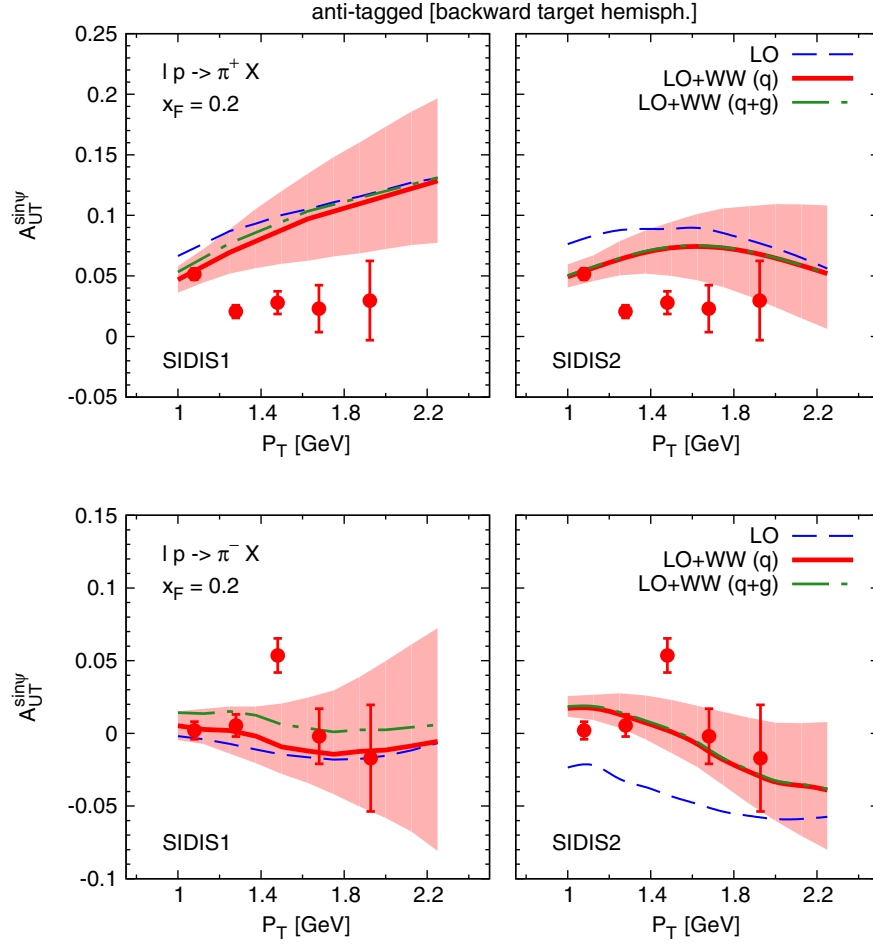 anti-tagged [backward target hemisph.]
0.25
0.2
0.15
0.1
0.05
0
-0.05
A_UT^sinψ
l p -> π⁺ X
x_F = 0.2
SIDIS1
1 1.4 1.8 2.2
P_T [GeV]
LO
LO+WW (q)
LO+WW (q+g)
SIDIS2
1 1.4 1.8 2.2
P_T [GeV]
0.15
0.1
0.05
0
-0.05
-0.1
A_UT^sinψ
l p -> π⁻ X
x_F = 0.2
SIDIS1
1 1.4 1.8 2.2
P_T [GeV]
LO
LO+WW (q)
LO+WW (q+g)
SIDIS2
1 1.4 1.8 2.2
P_T [GeV]